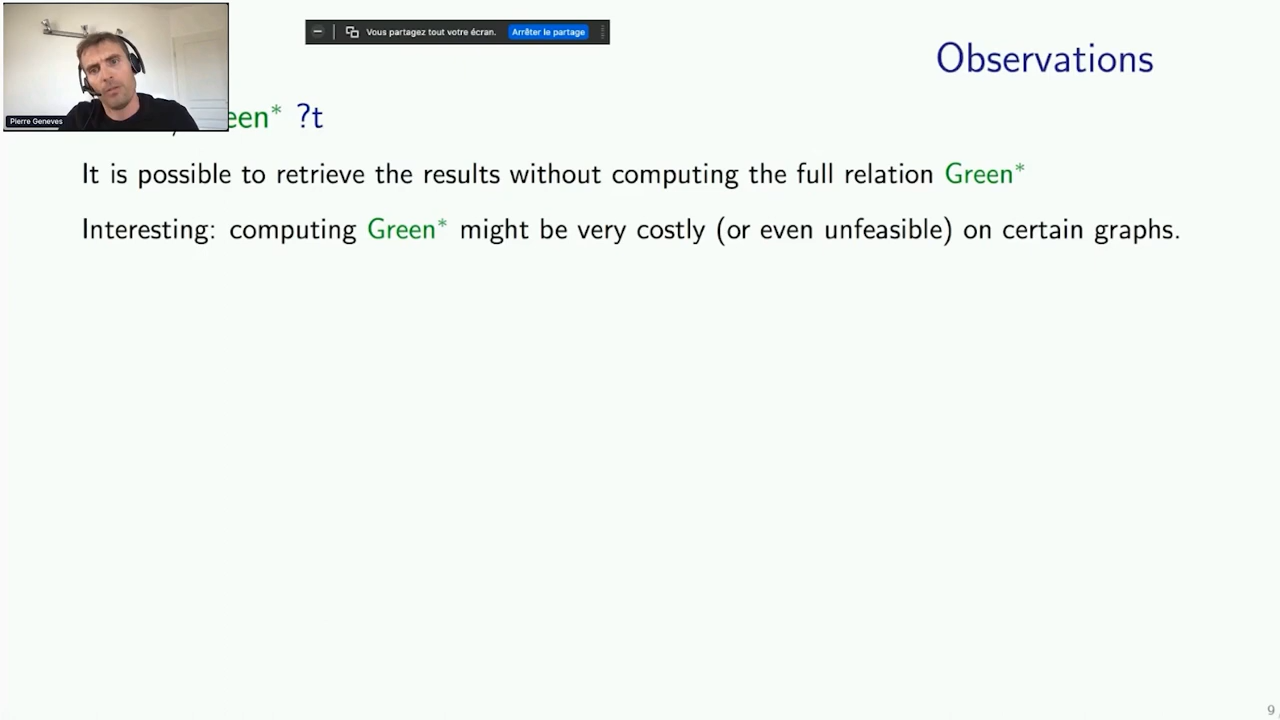 Vous partagez tout votre écran. Arrêter le partage
Observations
Pierre Geneves
een* ?t
It is possible to retrieve the results without computing the full relation Green*
Interesting: computing Green* might be very costly (or even unfeasible) on certain graphs.
9